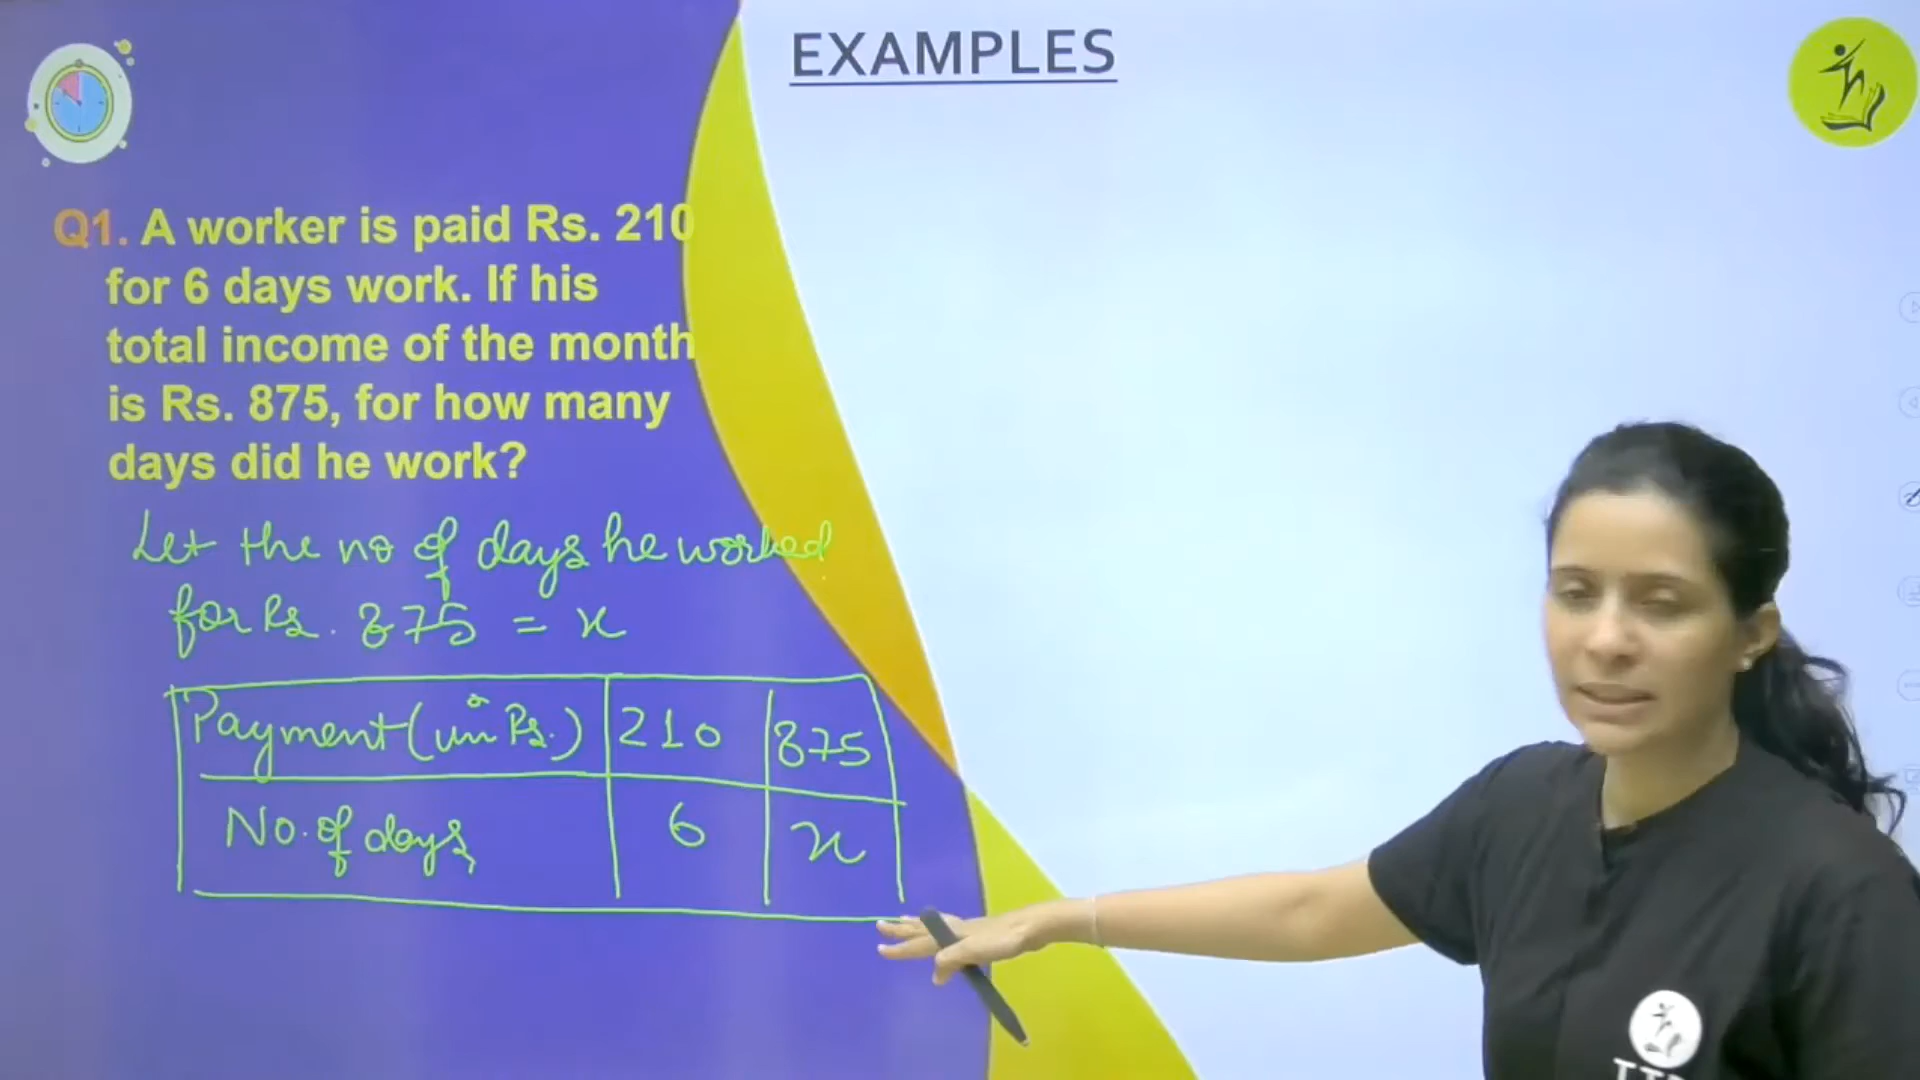 EXAMPLES
Q1. A worker is paid Rs. 210
for 6 days work. If his
total income of the month
is Rs. 875, for how many
days did he work?
Let the no of days he worked
for Rs. 875 = x
Payment (in Rs.) 210 875
No. of days 6 x